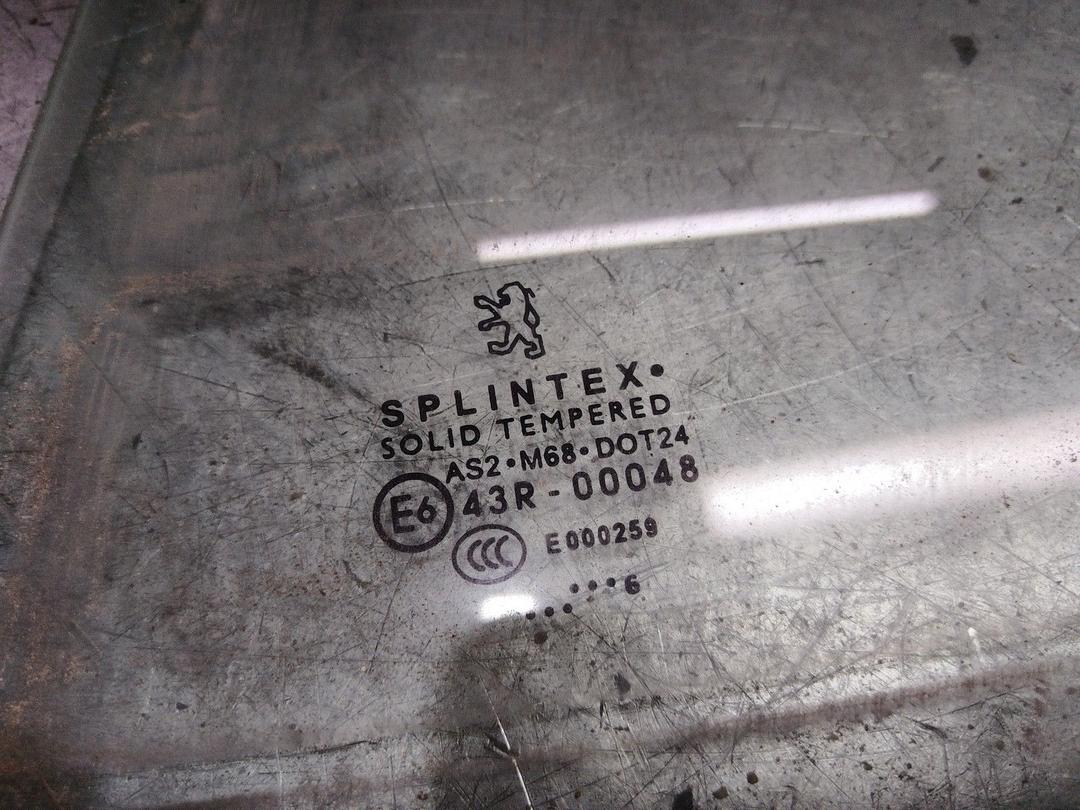 SPLINTEX•
SOLID TEMPERED
AS2•M68•DOT24
E6 43R-00048
CCC E000259
•••6
•••